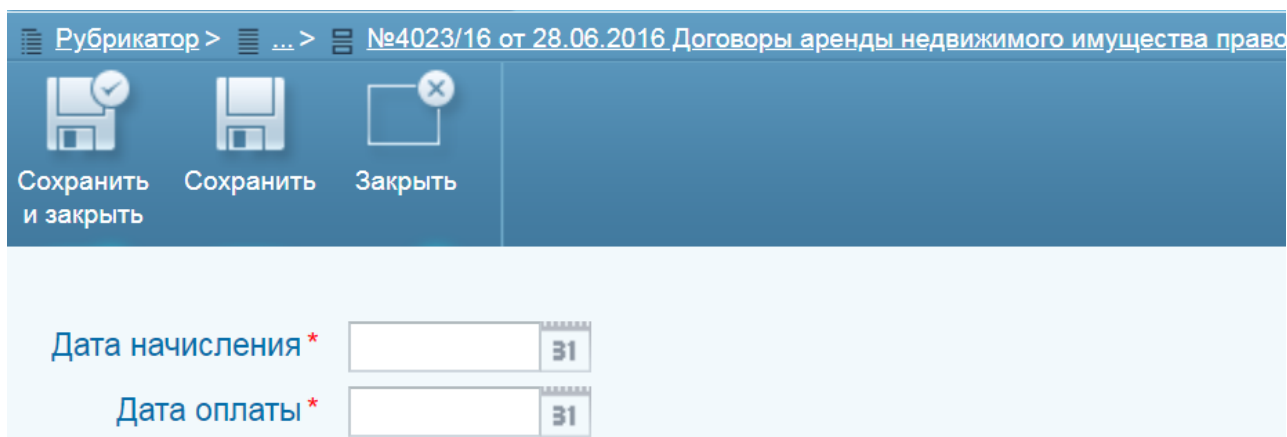 Рубрикатор > ... > №4023/16 от 28.06.2016 Договоры аренды недвижимого имущества право
Сохранить и закрыть Сохранить Закрыть
Дата начисления * 31
Дата оплаты * 31